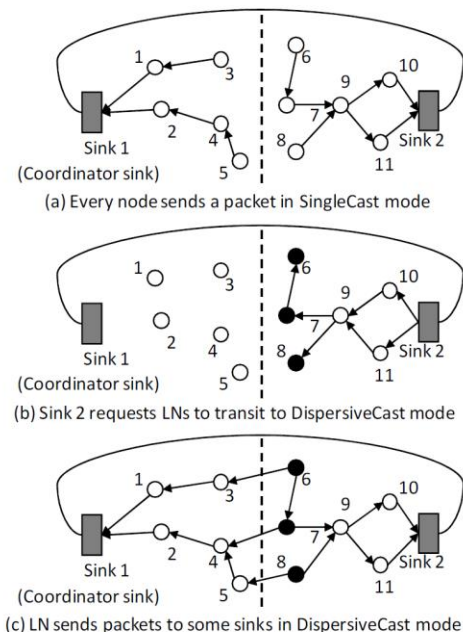 1
3
6
10
9
2
4
7
8
5
11
Sink 1
Sink 2
(Coordinator sink)
(a) Every node sends a packet in SingleCast mode
1
3
6
10
9
2
4
7
8
5
11
Sink 1
Sink 2
(Coordinator sink)
(b) Sink 2 requests LNs to transit to DispersiveCast mode
1
3
6
10
9
2
4
7
8
5
11
Sink 1
Sink 2
(Coordinator sink)
(c) LN sends packets to some sinks in DispersiveCast mode